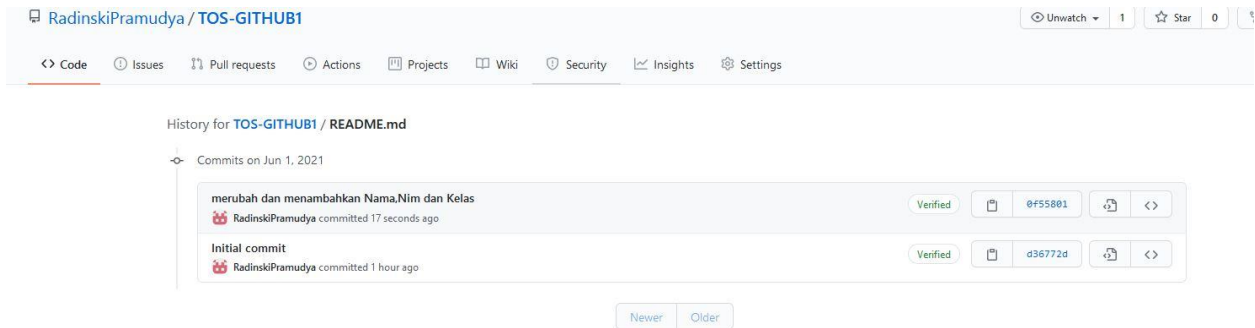 RadinskiPramudya / TOS-GITHUB1
Unwatch 1 Star 0
Code Issues Pull requests Actions Projects Wiki Security Insights Settings
History for TOS-GITHUB1 / README.md
Commits on Jun 1, 2021
merubah dan menambahkan Nama,Nim dan Kelas
Verified 0f55801
RadinskiPramudya committed 17 seconds ago
Initial commit
Verified d36772d
RadinskiPramudya committed 1 hour ago
Newer Older